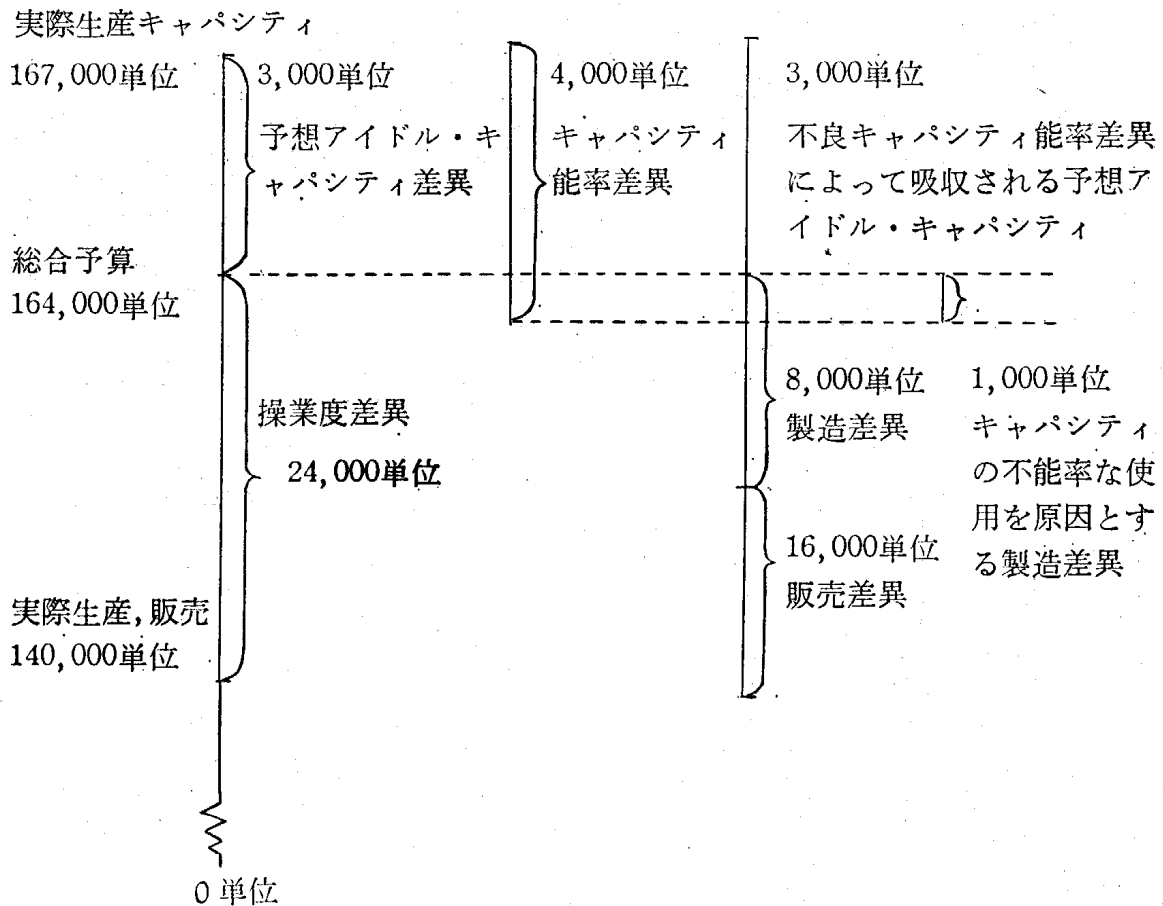 実際生産キャパシティ
167,000単位
3,000単位
予想アイドル・キ
ャパシティ差異
4,000単位
キャパシティ
能率差異
3,000単位
不良キャパシティ能率差異
によって吸収される予想ア
イドル・キャパシティ
総合予算
164,000単位
操業度差異
24,000単位
8,000単位
製造差異
1,000単位
キャパシティ
の不能率な使
用を原因とす
る製造差異
16,000単位
販売差異
実際生産,販売
140,000単位
0単位